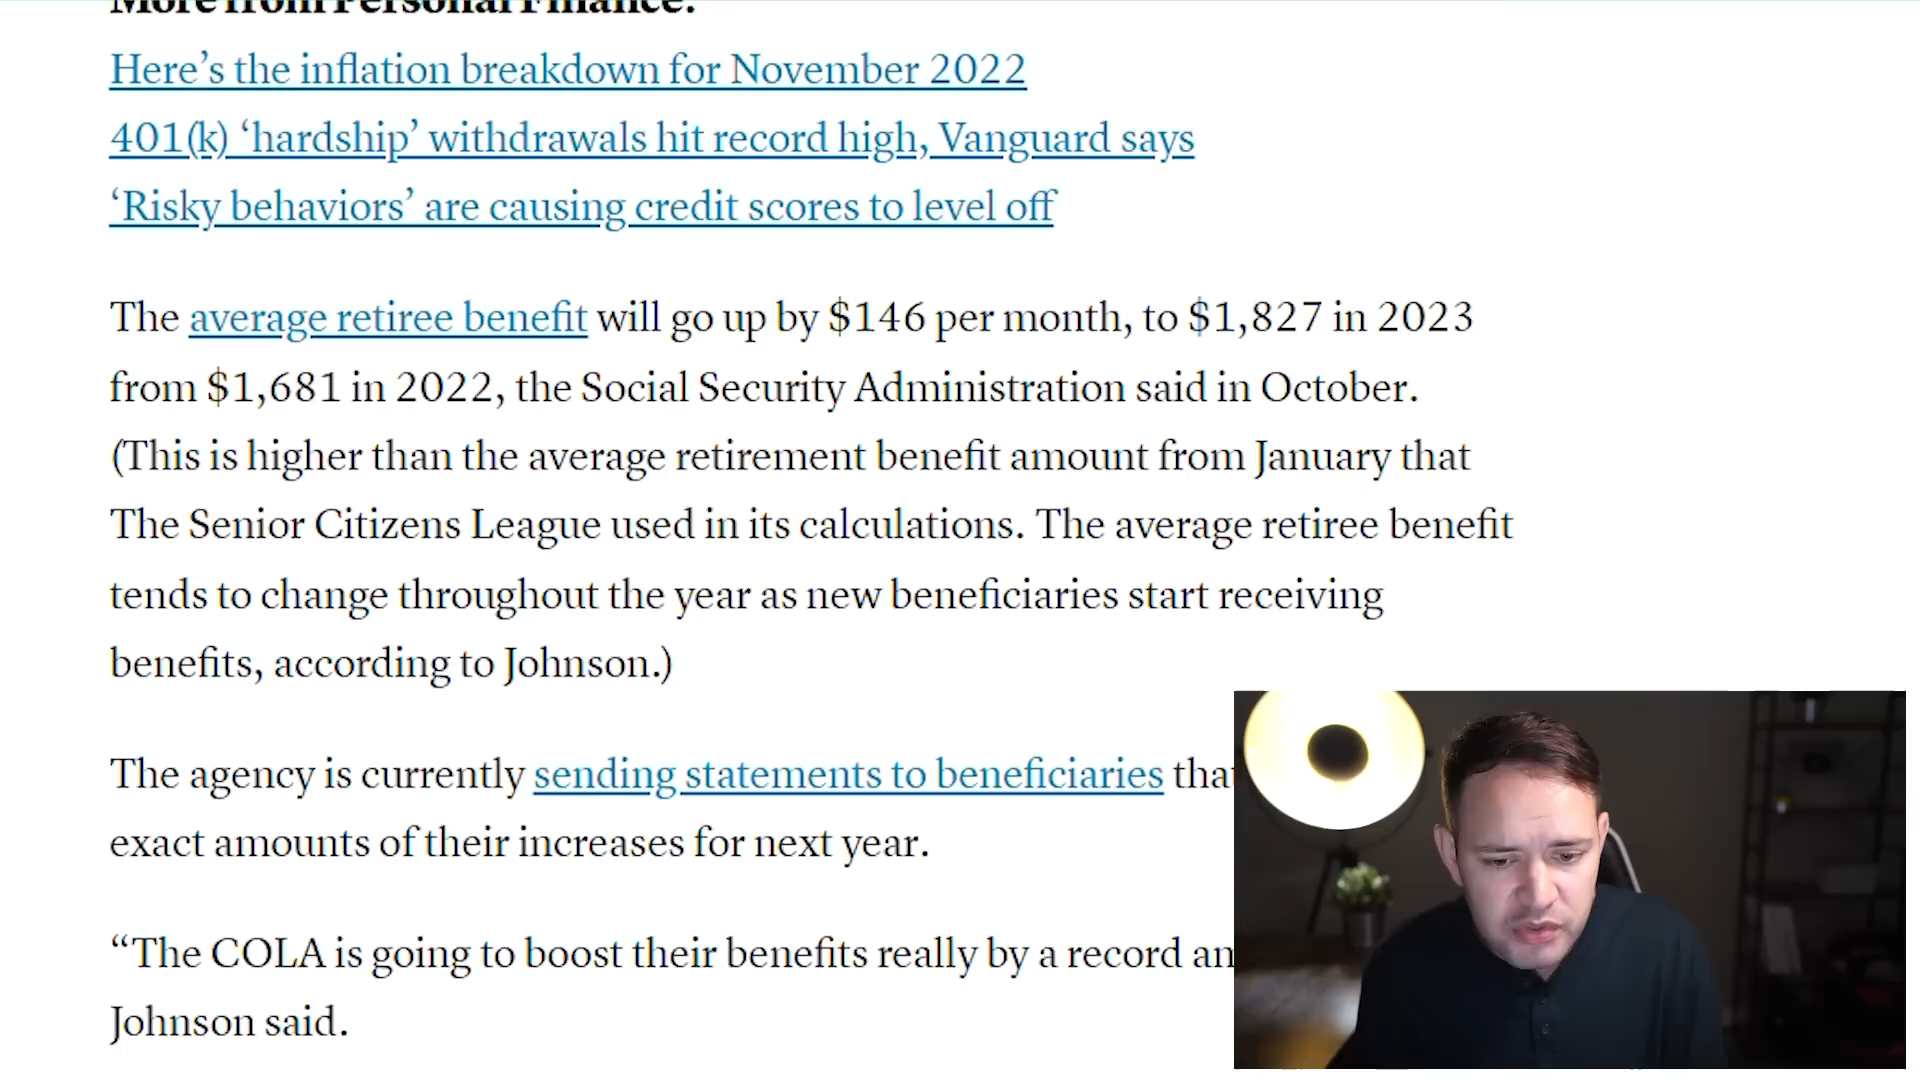 More from Personal Finance:
Here’s the inflation breakdown for November 2022
401(k) ‘hardship’ withdrawals hit record high, Vanguard says
‘Risky behaviors’ are causing credit scores to level off
The average retiree benefit will go up by $146 per month, to $1,827 in 2023
from $1,681 in 2022, the Social Security Administration said in October.
(This is higher than the average retirement benefit amount from January that
The Senior Citizens League used in its calculations. The average retiree benefit
tends to change throughout the year as new beneficiaries start receiving
benefits, according to Johnson.)
The agency is currently sending statements to beneficiaries that
exact amounts of their increases for next year.
“The COLA is going to boost their benefits really by a record
Johnson said.